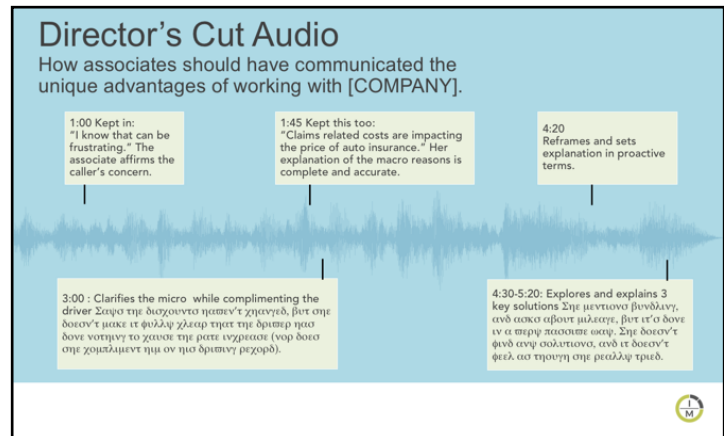 Director's Cut Audio
How associates should have communicated the
unique advantages of working with [COMPANY].
1:00 Kept in:
"I know that can be
frustrating." The
associate affirms the
caller's concern.
1:45 Kept this too:
"Claims related costs are impacting
the price of auto insurance." Her
explanation of the macro reasons is
complete and accurate.
4:20
Reframes and sets
explanation in proactive
terms.
3:00 : Clarifies the micro while complimenting the
driver Σαψσ τηε δισχουντσ ηαϖεν'τ χηανγεδ, βυτ σηε
δοεσν'τ μακε ιτ φυλλψ χλεαρ τηατ τηε δριϖερ ηασ
δονε νοτηινγ το χαυσε τηε ρατε ινχρεασε (νορ δοεσ
σηε χομπλιμεντ ηιμ ον ηισ δριϖινγ ρεχορδ).
4:30-5:20: Explores and explains 3
key solutions Σηε μεντιονσ βυνδλινγ,
ανδ ασκσ αβουτ μιλεαγε, βυτ ιτ'σ δονε
ιν α ϖερψ πασσιϖε ωαψ. Σηε δοεσν'τ
φινδ ανψ σολυτιονσ, ανδ ιτ δοεσν'τ
φεελ ασ τηουγη σηε ρεαλλψ τριεδ.
I
M